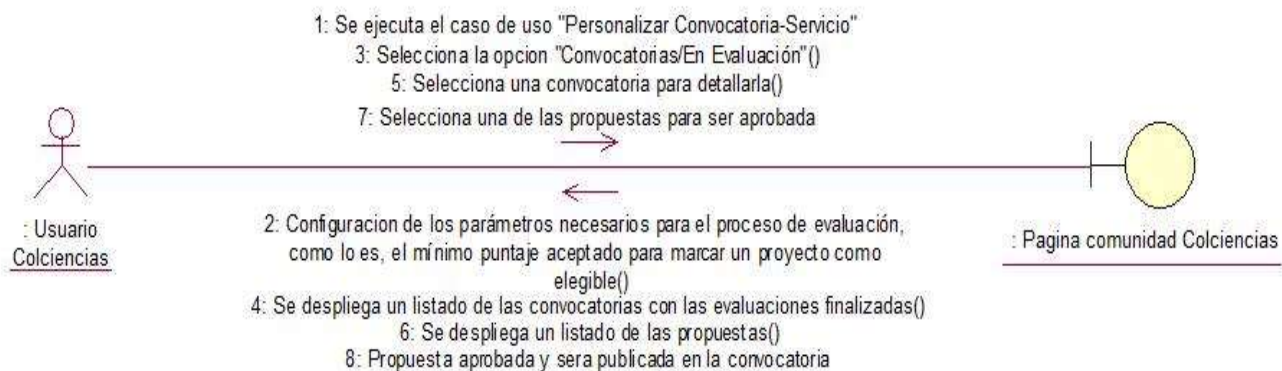 1: Se ejecuta el caso de uso "Personalizar Convocatoria-Servicio"
3: Selecciona la opcion "Convocatorias/En Evaluación"()
5: Selecciona una convocatoria para detallarla()
7: Selecciona una de las propuestas para ser aprobada
: Usuario
Colciencias
: Pagina comunidad Colciencias
2: Configuracion de los parámetros necesarios para el proceso de evaluación,
como lo es, el mínimo puntaje aceptado para marcar un proyecto como
elegible()
4: Se despliega un listado de las convocatorias con las evaluaciones finalizadas()
6: Se despliega un listado de las propuestas()
8: Propuesta aprobada y sera publicada en la convocatoria